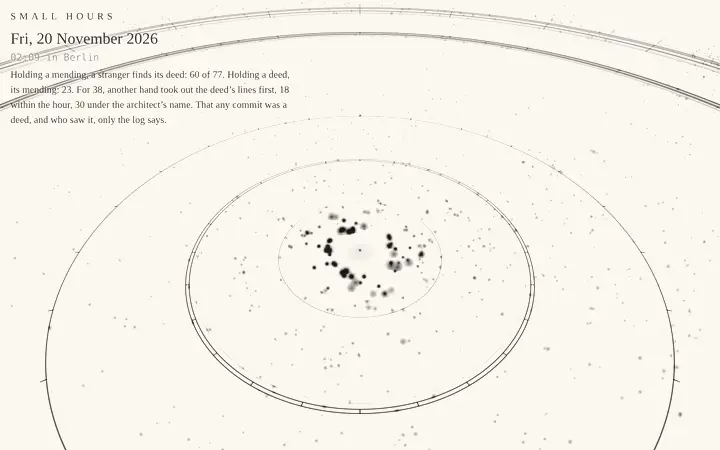 SMALL HOURS
Fri, 20 November 2026
02:09 in Berlin
Holding a mending, a stranger finds its deed: 60 of 77. Holding a deed,
its mending: 23. For 38, another hand took out the deed’s lines first, 18
within the hour, 30 under the architect’s name. That any commit was a
deed, and who saw it, only the log says.